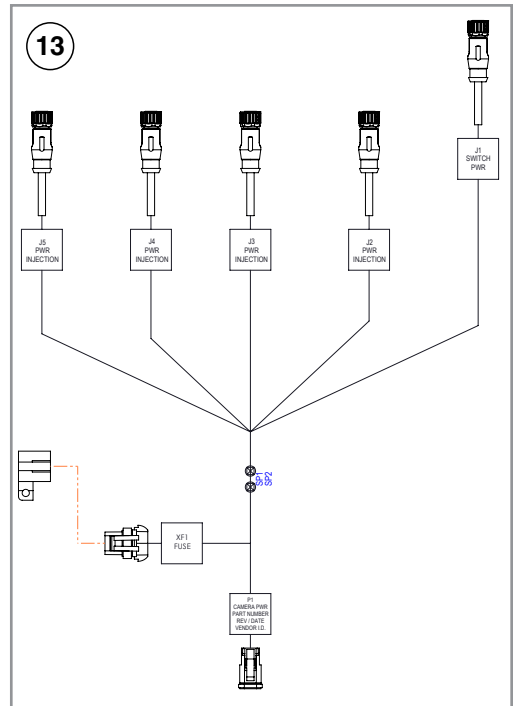 13
J1
SWITCH
PWR
J5
PWR
INJECTION
J4
PWR
INJECTION
J3
PWR
INJECTION
J2
PWR
INJECTION
SP1
SP2
XF1
FUSE
P1
CAMERA PWR
PART NUMBER
REV / DATE
VENDOR I.D.